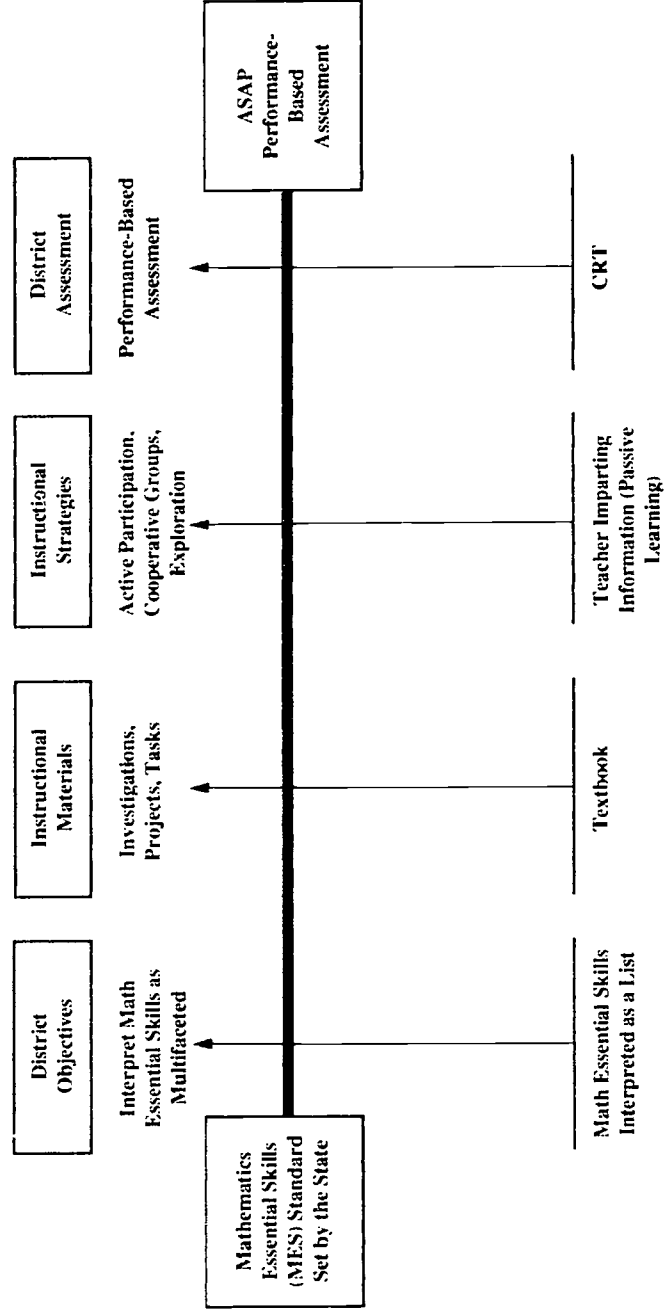 District
Objectives
Interpret Math
Essential Skills as
Multifaceted
Instructional
Materials
Investigations,
Projects, Tasks
Instructional
Strategies
Active Participation,
Cooperative Groups,
Exploration
District
Assessment
Performance-Based
Assessment
Mathematics
Essential Skills
(MES) Standard
Set by the State
ASAP
Performance-
Based
Assessment
Math Essential Skills
Interpreted as a List
Textbook
Teacher Imparting
Information (Passive
Learning)
CRT